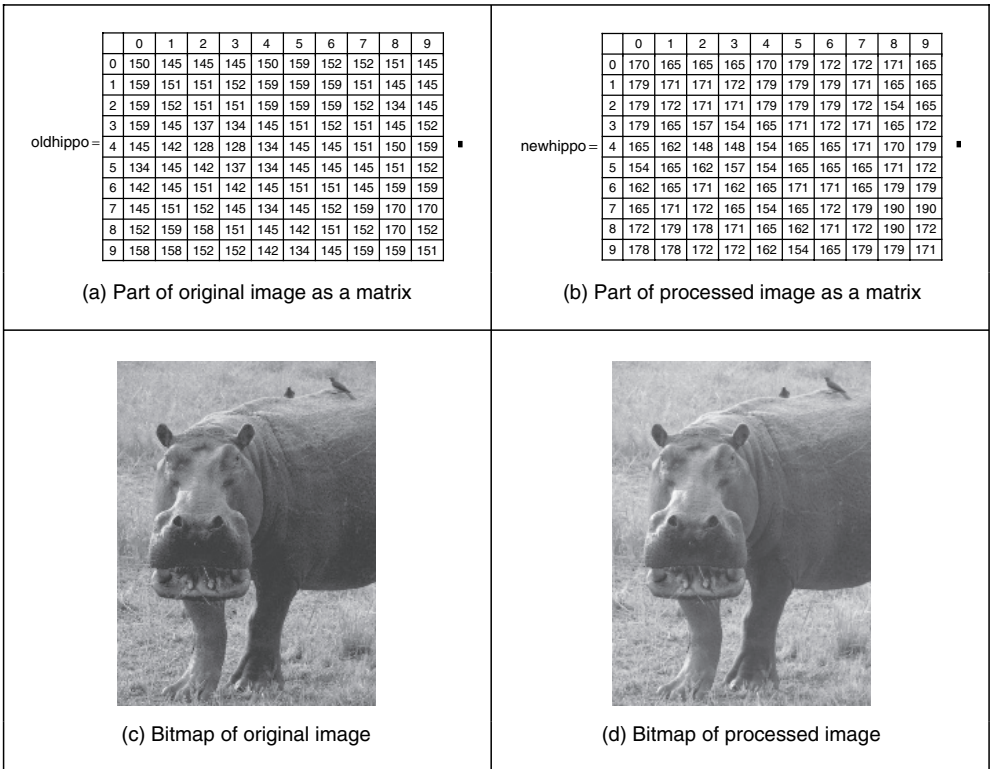 0 1 2 3 4 5 6 7 8 9
0 150 145 145 145 150 159 152 152 151 145
1 159 151 151 152 159 159 159 151 145 145
2 159 152 151 151 159 159 159 152 134 145
3 159 145 137 134 145 151 152 151 145 152
oldhippo = 4 145 142 128 128 134 145 145 151 150 159
5 134 145 142 137 134 145 145 145 151 152
6 142 145 151 142 145 151 151 145 159 159
7 145 151 152 145 134 145 152 159 170 170
8 152 159 158 151 145 142 151 152 170 152
9 158 158 152 152 142 134 145 159 159 151
(a) Part of original image as a matrix
0 1 2 3 4 5 6 7 8 9
0 170 165 165 165 170 179 172 172 171 165
1 179 171 171 172 179 179 179 171 165 165
2 179 172 171 171 179 179 179 172 154 165
3 179 165 157 154 165 171 172 171 165 172
newhippo = 4 165 162 148 148 154 165 165 171 170 179
5 154 165 162 157 154 165 165 165 171 172
6 162 165 171 162 165 171 171 165 179 179
7 165 171 172 165 154 165 172 179 190 190
8 172 179 178 171 165 162 171 172 190 172
9 178 178 172 172 162 154 165 179 179 171
(b) Part of processed image as a matrix
(c) Bitmap of original image
(d) Bitmap of processed image